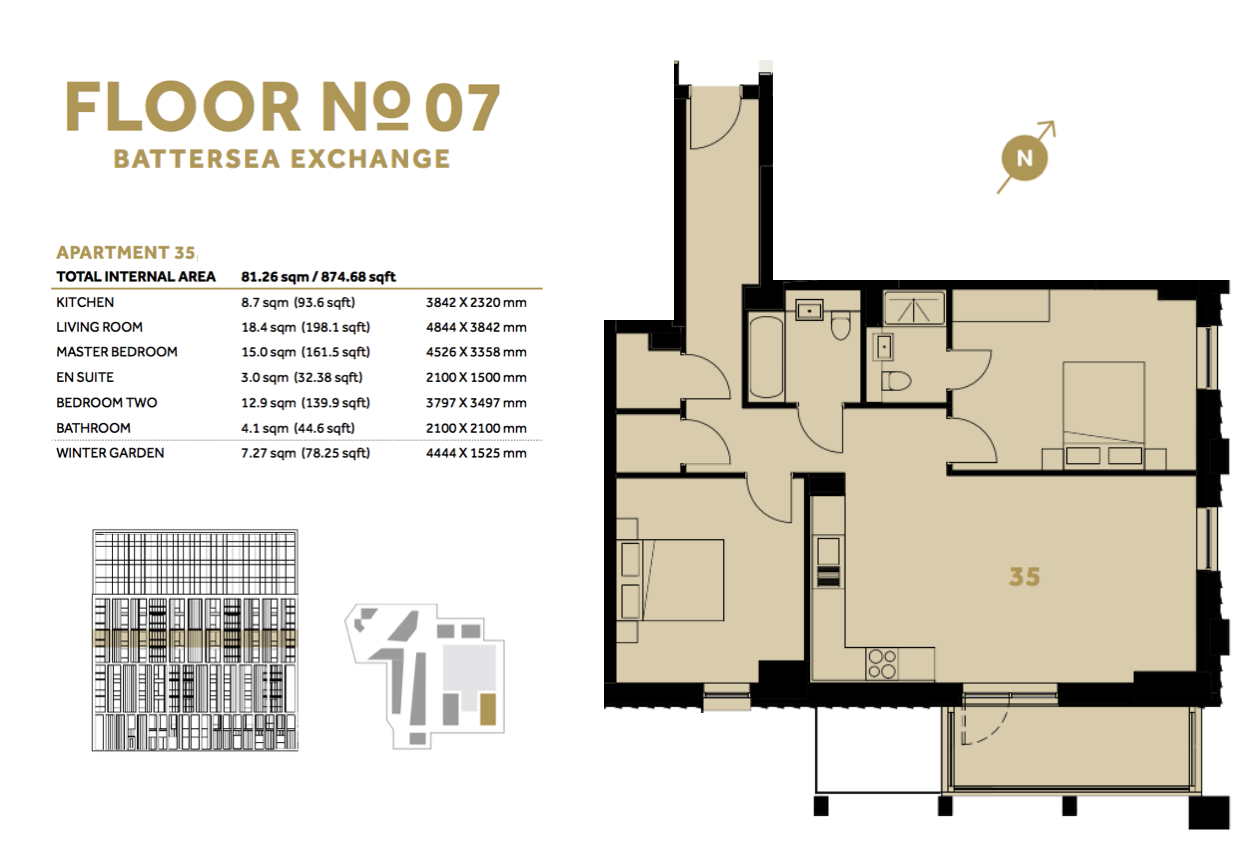 FLOOR Nº 07
BATTERSEA EXCHANGE
N
APARTMENT 35
TOTAL INTERNAL AREA 81.26 sqm / 874.68 sqft
KITCHEN 8.7 sqm (93.6 sqft) 3842 X 2320 mm
LIVING ROOM 18.4 sqm (198.1 sqft) 4844 X 3842 mm
MASTER BEDROOM 15.0 sqm (161.5 sqft) 4526 X 3358 mm
EN SUITE 3.0 sqm (32.38 sqft) 2100 X 1500 mm
BEDROOM TWO 12.9 sqm (139.9 sqft) 3797 X 3497 mm
BATHROOM 4.1 sqm (44.6 sqft) 2100 X 2100 mm
WINTER GARDEN 7.27 sqm (78.25 sqft) 4444 X 1525 mm
35